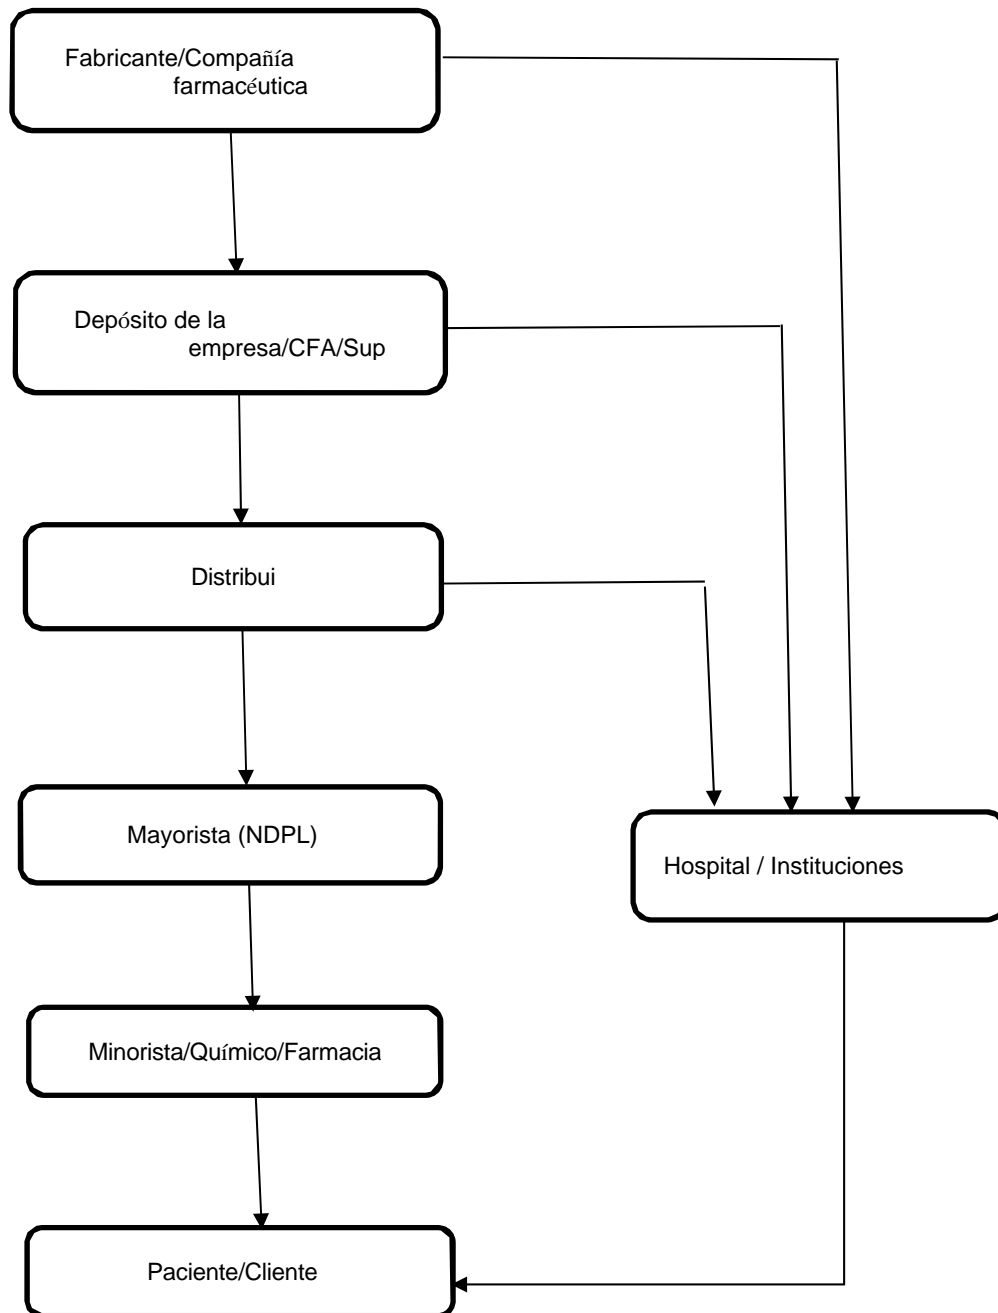 Fabricante/Compañía
farmacéutica
Depósito de la
empresa/CFA/Sup
Distribui
Mayorista (NDPL)
Hospital / Instituciones
Minorista/Químico/Farmacia
Paciente/Cliente